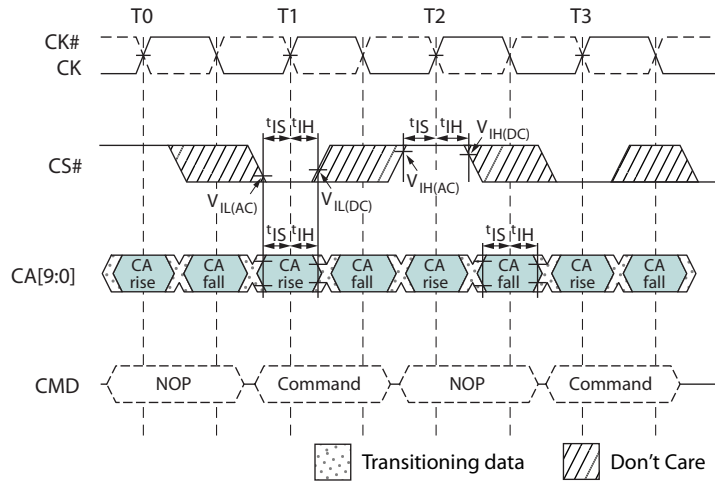 T0 T1 T2 T3
CK#
CK
tIS tIH tIS tIH VIH(DC)
CS#
VIL(AC) VIL(DC) VIH(AC)
tIS tIH tIS tIH
CA[9:0] CA rise CA fall CA rise CA fall CA rise CA fall CA rise CA fall
CMD NOP Command NOP Command
Transitioning data Don't Care